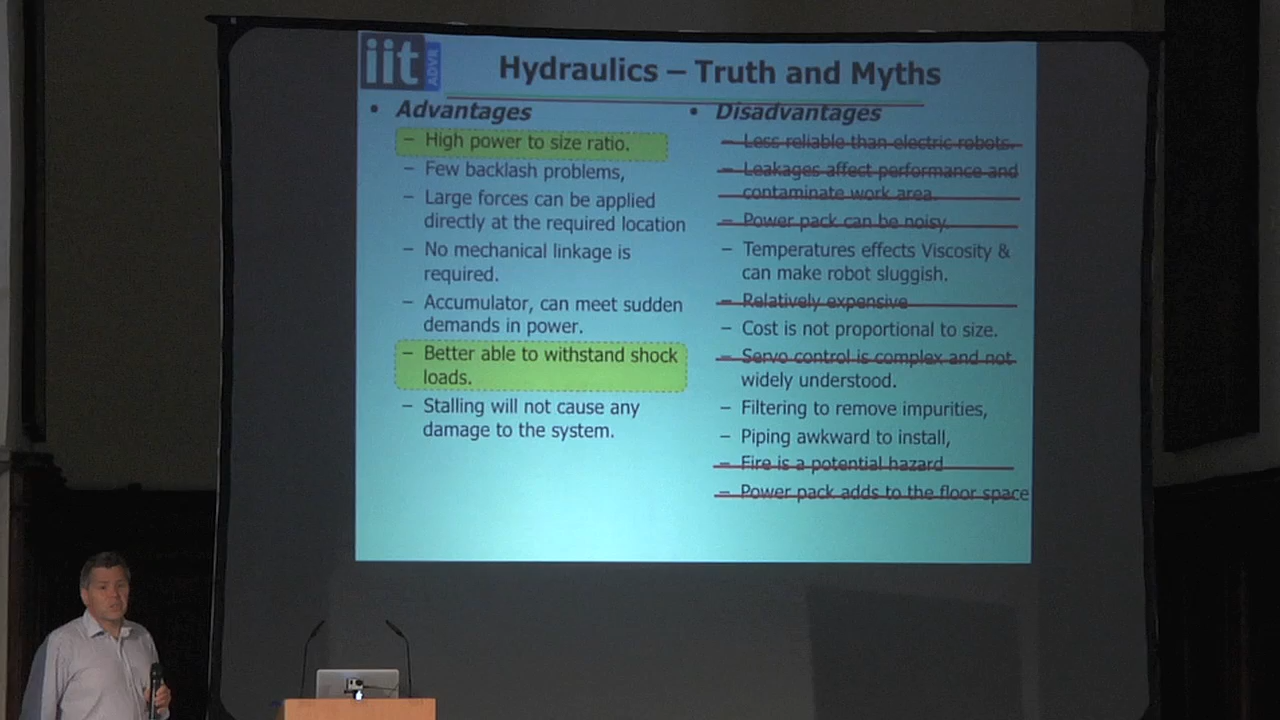 iit
ADVR
Hydraulics – Truth and Myths
• Advantages
– High power to size ratio.
– Few backlash problems,
– Large forces can be applied
directly at the required location
– No mechanical linkage is
required.
– Accumulator, can meet sudden
demands in power.
– Better able to withstand shock
loads.
– Stalling will not cause any
damage to the system.
• Disadvantages
– Less reliable than electric robots.
– Leakages affect performance and
contaminate work area.
– Power pack can be noisy.
– Temperatures effects Viscosity &
can make robot sluggish.
– Relatively expensive
– Cost is not proportional to size.
– Servo control is complex and not
widely understood.
– Filtering to remove impurities,
– Piping awkward to install,
– Fire is a potential hazard
– Power pack adds to the floor space